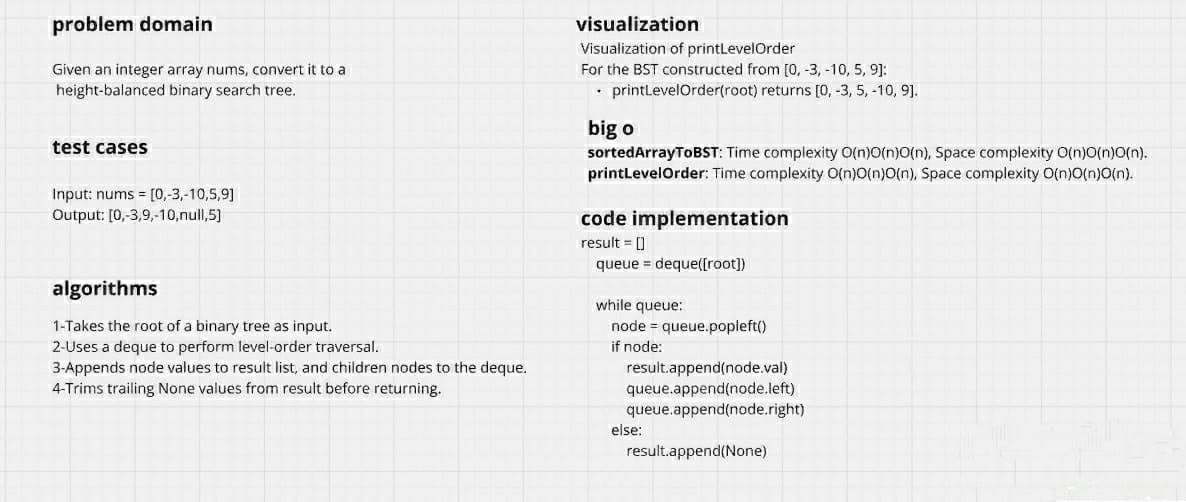 problem domain
Given an integer array nums, convert it to a
height-balanced binary search tree.
test cases
Input: nums = [0,-3,-10,5,9]
Output: [0,-3,9,-10,null,5]
algorithms
1-Takes the root of a binary tree as input.
2-Uses a deque to perform level-order traversal.
3-Appends node values to result list, and children nodes to the deque.
4-Trims trailing None values from result before returning.
visualization
Visualization of printLevelOrder
For the BST constructed from [0, -3, -10, 5, 9]:
• printLevelOrder(root) returns [0, -3, 5, -10, 9].
big o
sortedArrayToBST: Time complexity O(n)O(n)O(n), Space complexity O(n)O(n)O(n).
printLevelOrder: Time complexity O(n)O(n)O(n), Space complexity O(n)O(n)O(n).
code implementation
result = []
queue = deque([root])
while queue:
node = queue.popleft()
if node:
result.append(node.val)
queue.append(node.left)
queue.append(node.right)
else:
result.append(None)